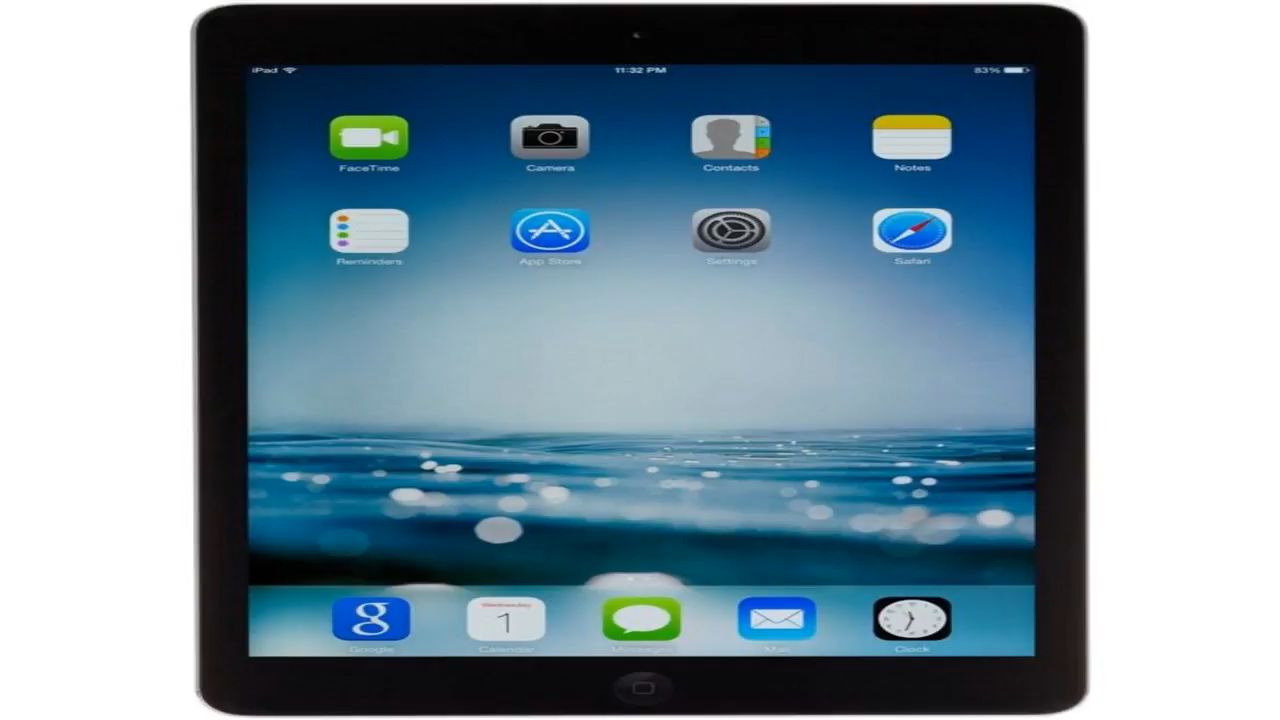 iPad 11:32 PM 83%
FaceTime Camera Contacts Notes
Reminders App Store Settings Safari
g Wednesday
1
Google Calendar Messages Mail Clock